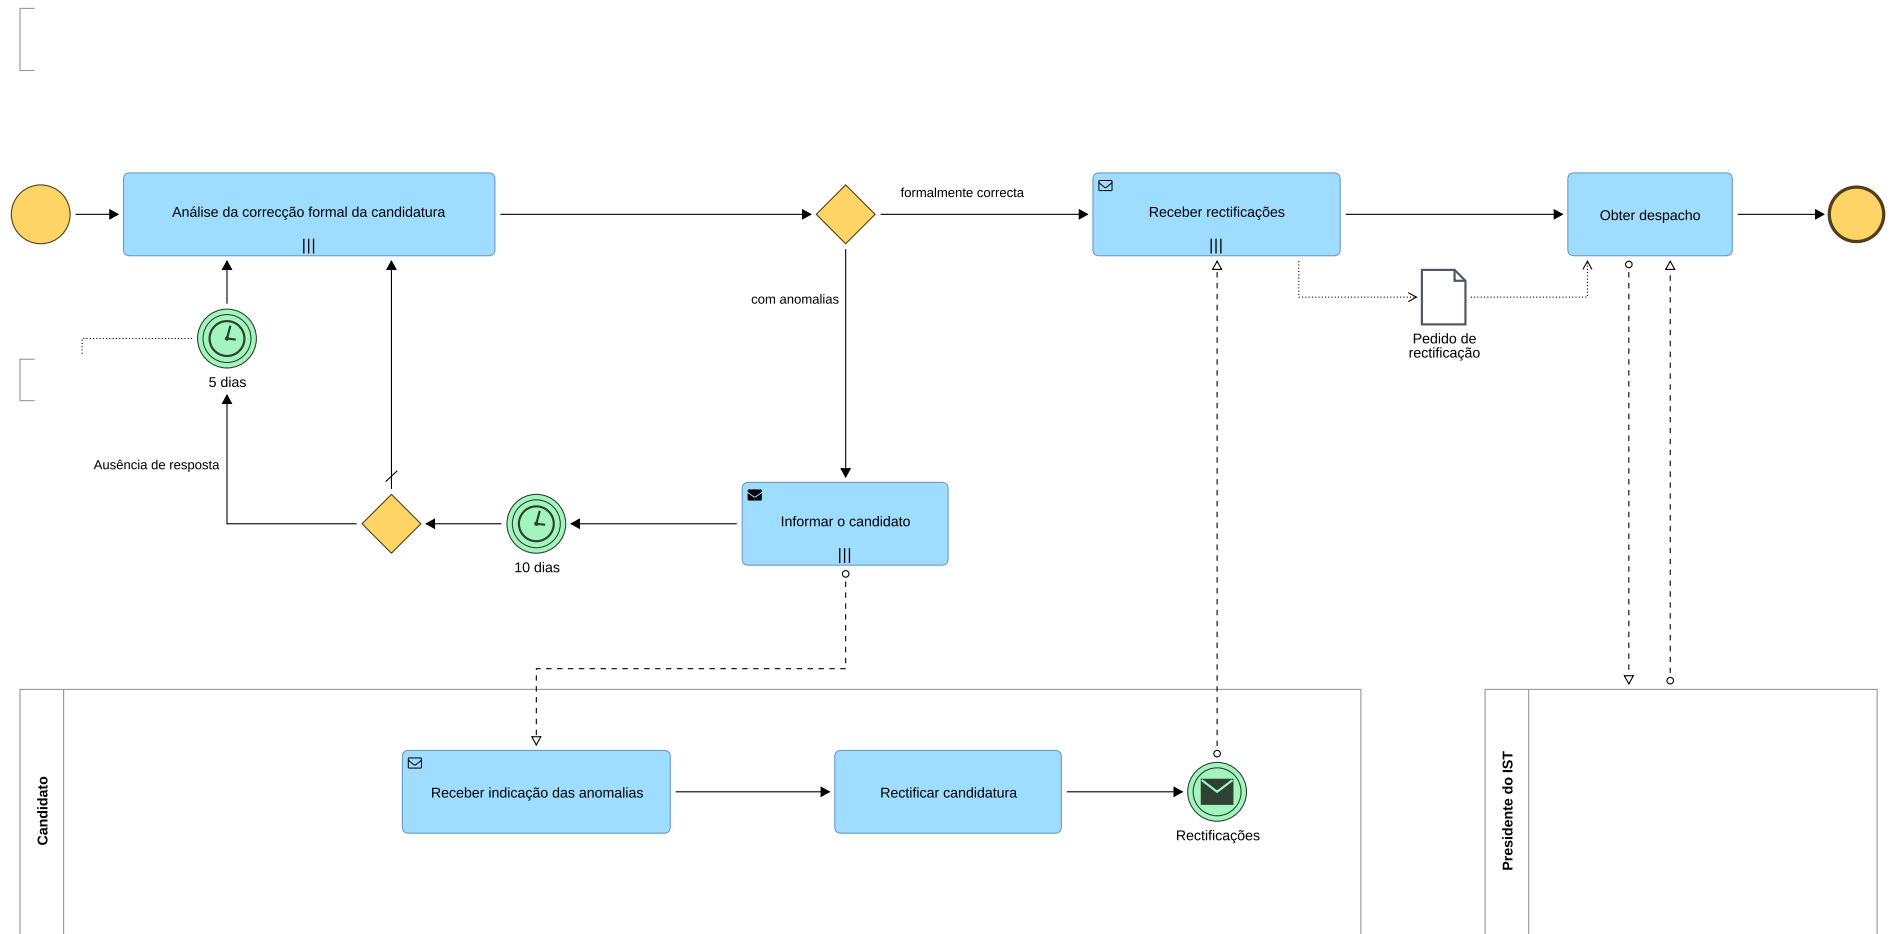 formalmente correcta
Análise da correcção formal da candidatura
Receber rectificações
Obter despacho
com anomalias
Pedido de
rectificação
5 dias
Ausência de resposta
Informar o candidato
10 dias
Candidato
Receber indicação das anomalias
Rectificar candidatura
Rectificações
Presidente do IST